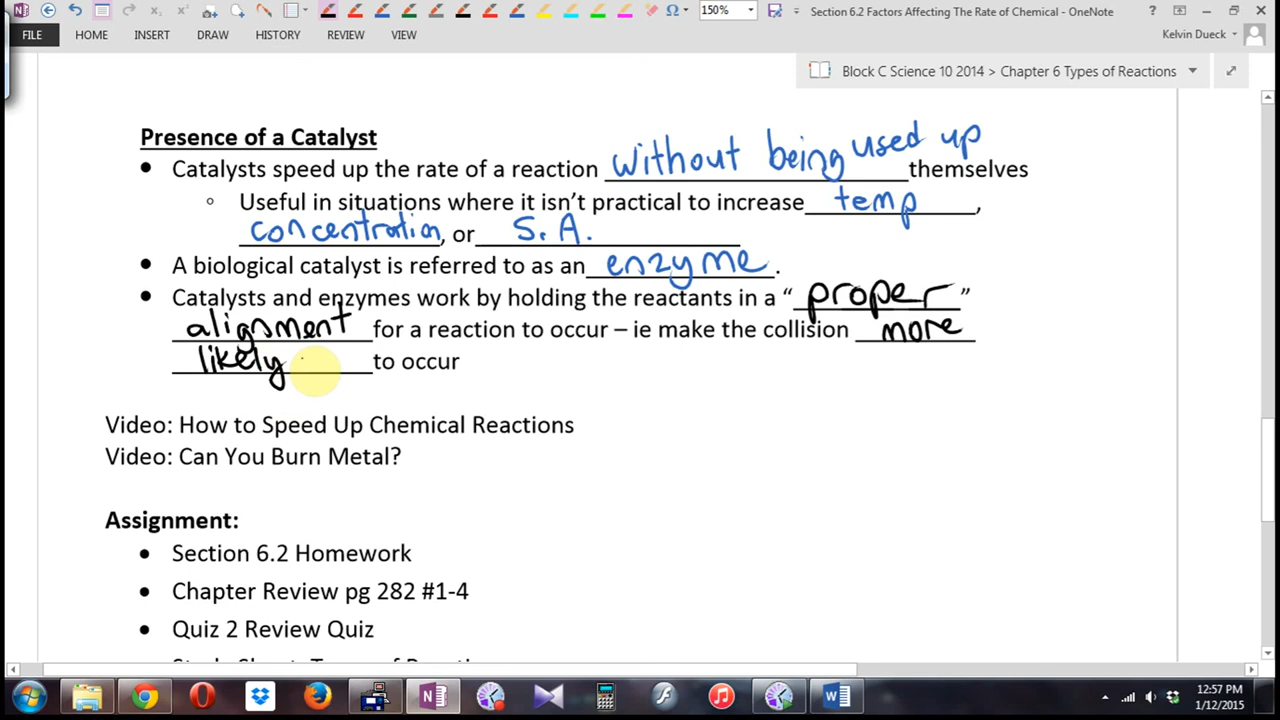 150%
Section 6.2 Factors Affecting The Rate of Chemical - OneNote
FILE HOME INSERT DRAW HISTORY REVIEW VIEW
Kelvin Dueck
Block C Science 10 2014 > Chapter 6 Types of Reactions
Presence of a Catalyst
• Catalysts speed up the rate of a reaction without being used up themselves
◦ Useful in situations where it isn't practical to increase temp,
concentration, or S.A.
• A biological catalyst is referred to as an enzyme.
• Catalysts and enzymes work by holding the reactants in a " proper "
alignment for a reaction to occur – ie make the collision more
likely to occur
Video: How to Speed Up Chemical Reactions
Video: Can You Burn Metal?
Assignment:
• Section 6.2 Homework
• Chapter Review pg 282 #1-4
• Quiz 2 Review Quiz
12:57 PM
1/12/2015